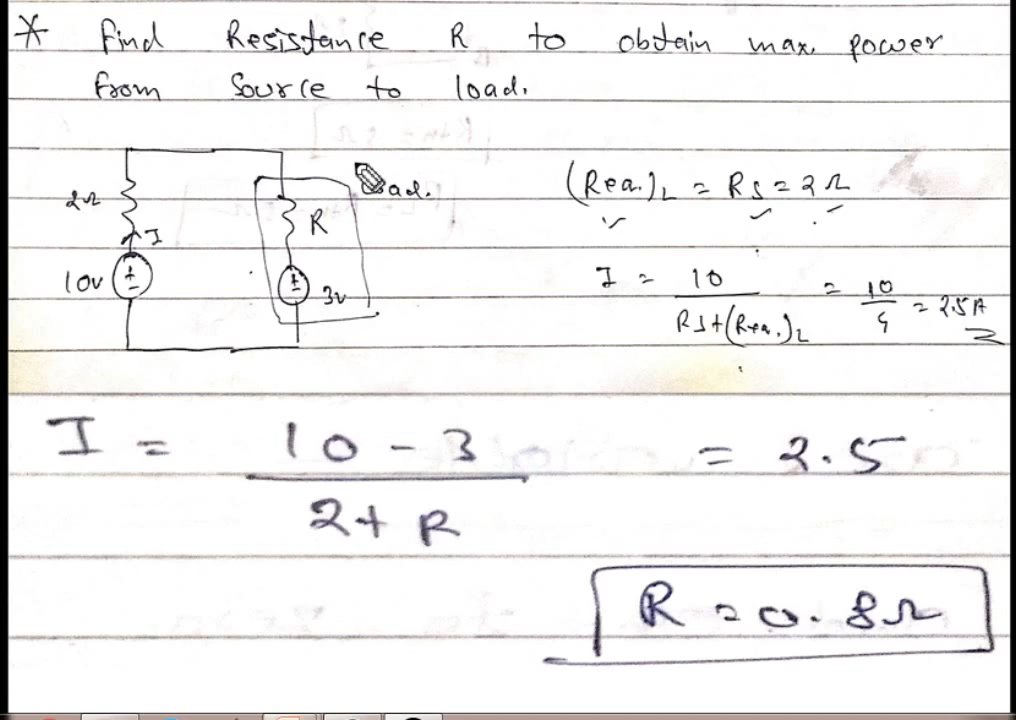 * Find Resistance R to obtain max. power
from source to load.
2Ω
I
10V
R
3V
(Req.)L = RS = 2Ω
I = 10 / RS+(Req.)L = 10 / 4 = 2.5A
I = 10 - 3 / 2 + R = 2.5
R = 0.8Ω